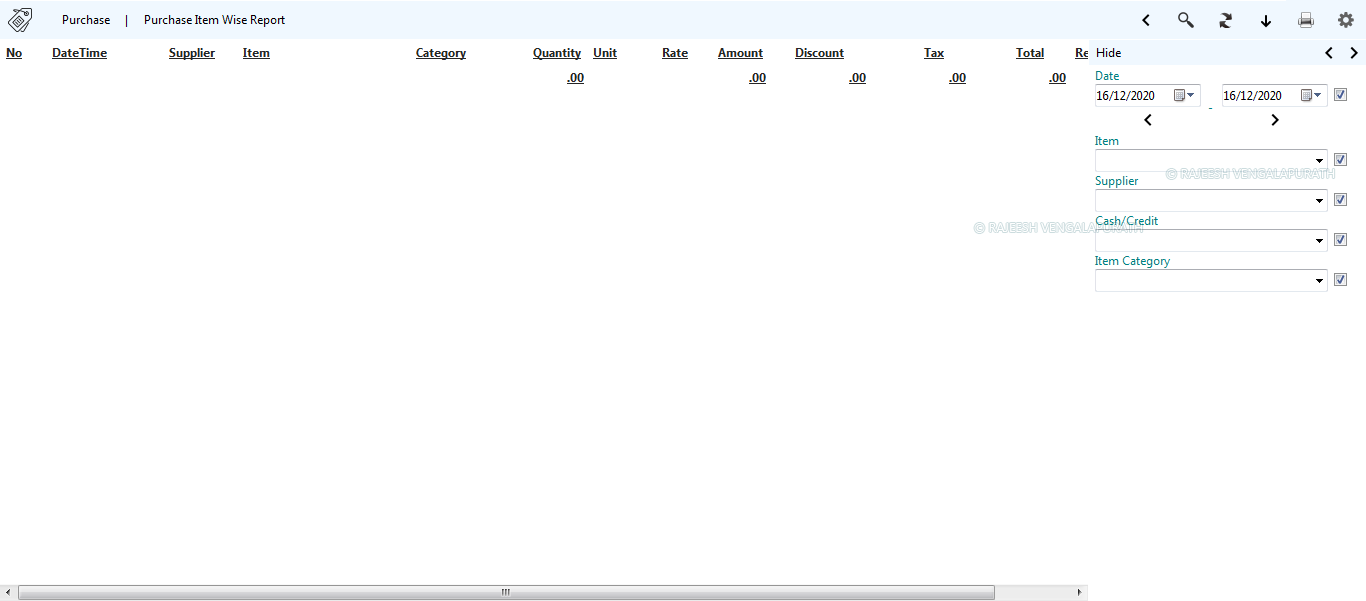 Purchase | Purchase Item Wise Report
No DateTime Supplier Item Category Quantity Unit Rate Amount Discount Tax Total Re
.00 .00 .00 .00 .00
Hide
Date
16/12/2020 - 16/12/2020
Item
© RAJEESH VENGALAPURATH
Supplier
Cash/Credit
© RAJEESH VENGALAPURATH
Item Category